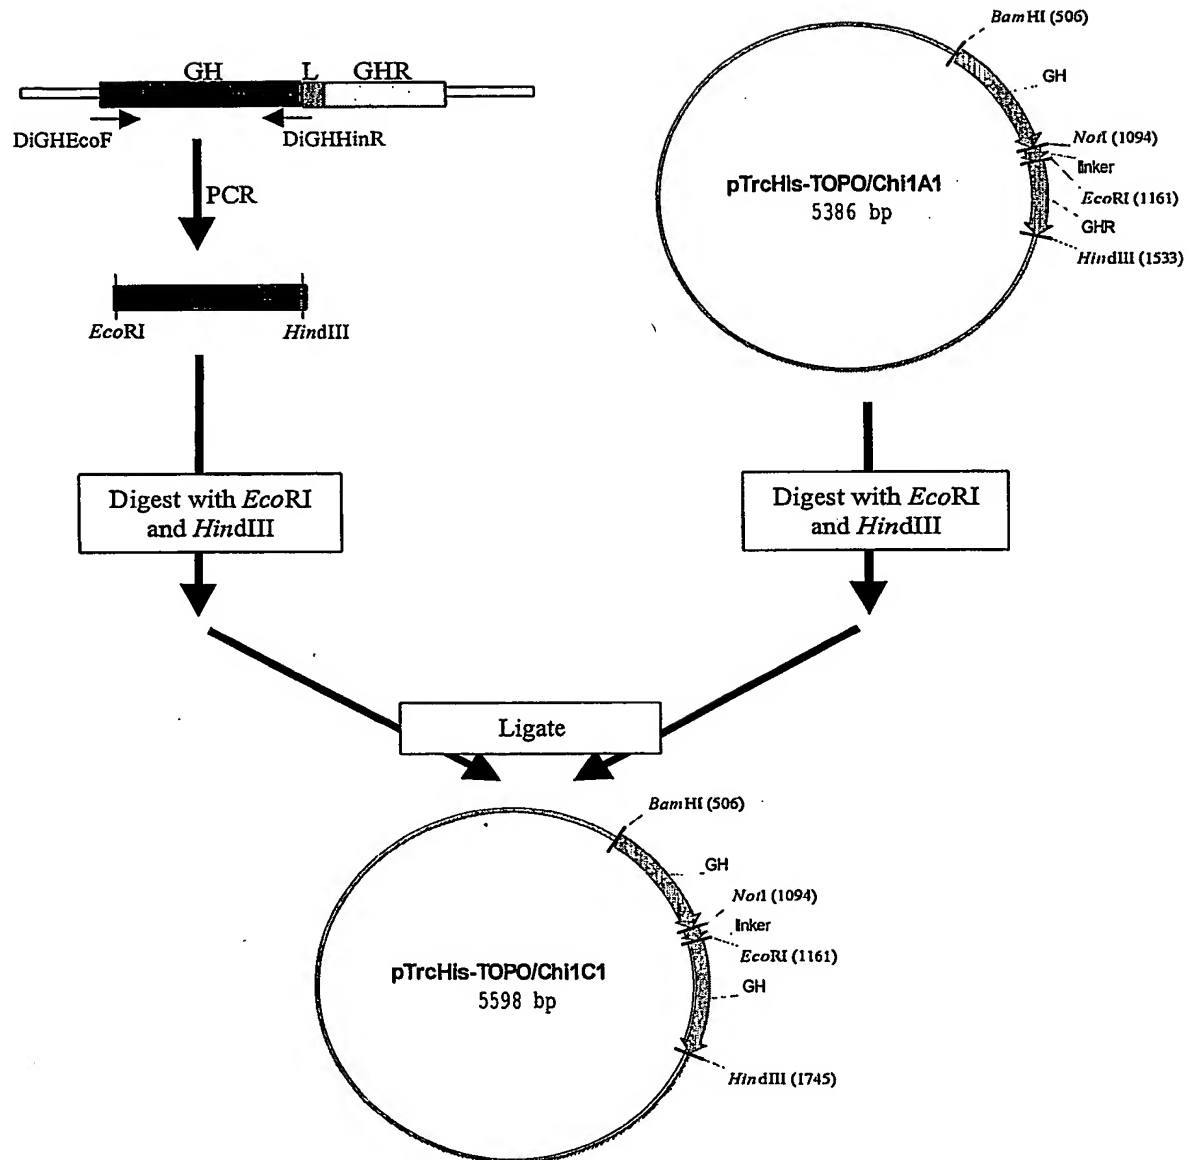 GH L GHR
DiGHEcoF
DiGHHinR
PCR
EcoRI
HindIII
Digest with EcoRI
and HindIII
BamHI (506)
GH
NotI (1094)
linker
EcoRI (1161)
GHR
HindIII (1533)
pTrcHis-TOPO/Chi1A1
5386 bp
Digest with EcoRI
and HindIII
Ligate
BamHI (506)
GH
NotI (1094)
linker
EcoRI (1161)
GH
HindIII (1745)
pTrcHis-TOPO/Chi1C1
5598 bp